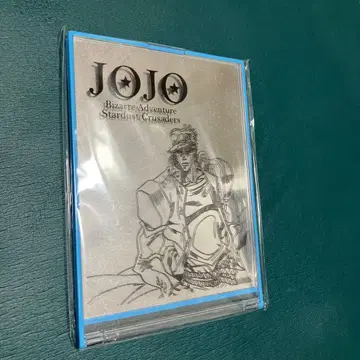 JOJO
Bizarre Adventure
Stardust Crusaders